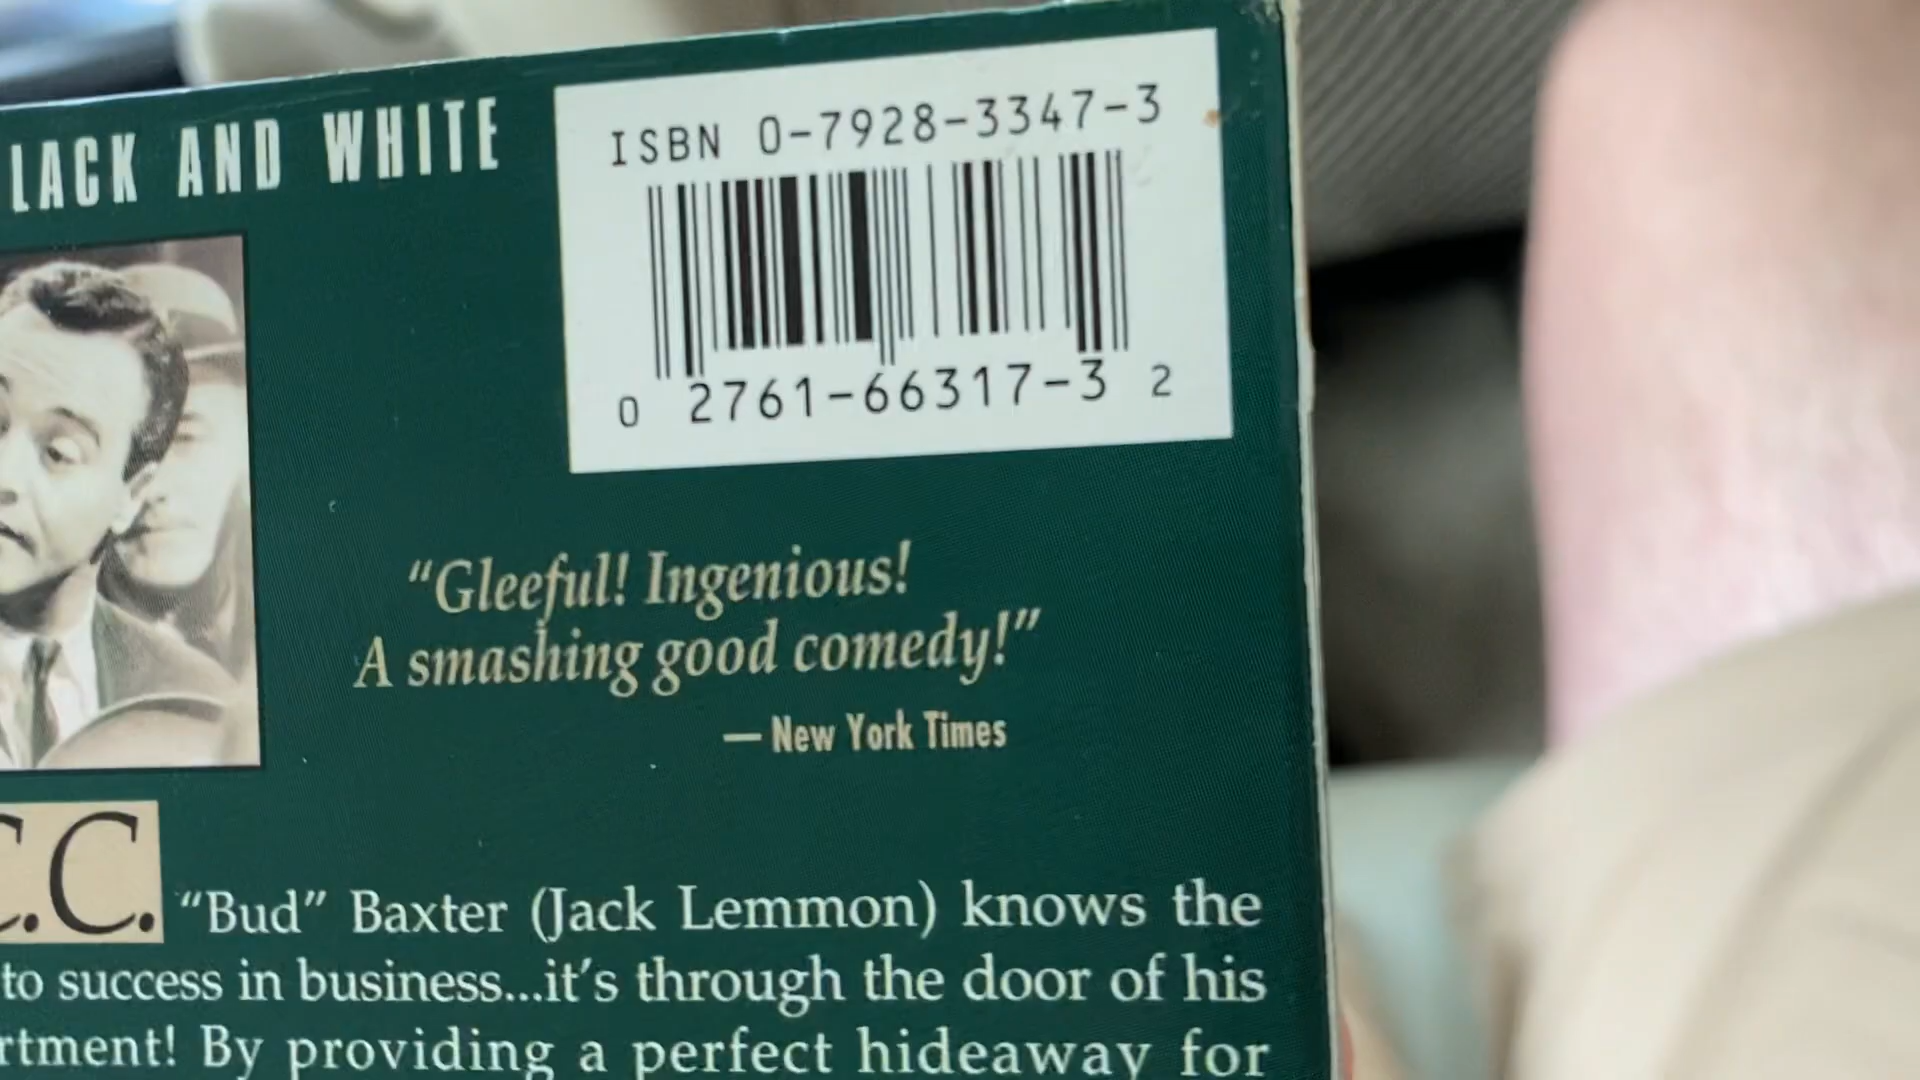 LACK AND WHITE
ISBN 0-7928-3347-3
0 2761-66317-3 2
“Gleeful! Ingenious!
A smashing good comedy!”
— New York Times
C.C. “Bud” Baxter (Jack Lemmon) knows the
to success in business...it’s through the door of his
rtment! By providing a perfect hideaway for